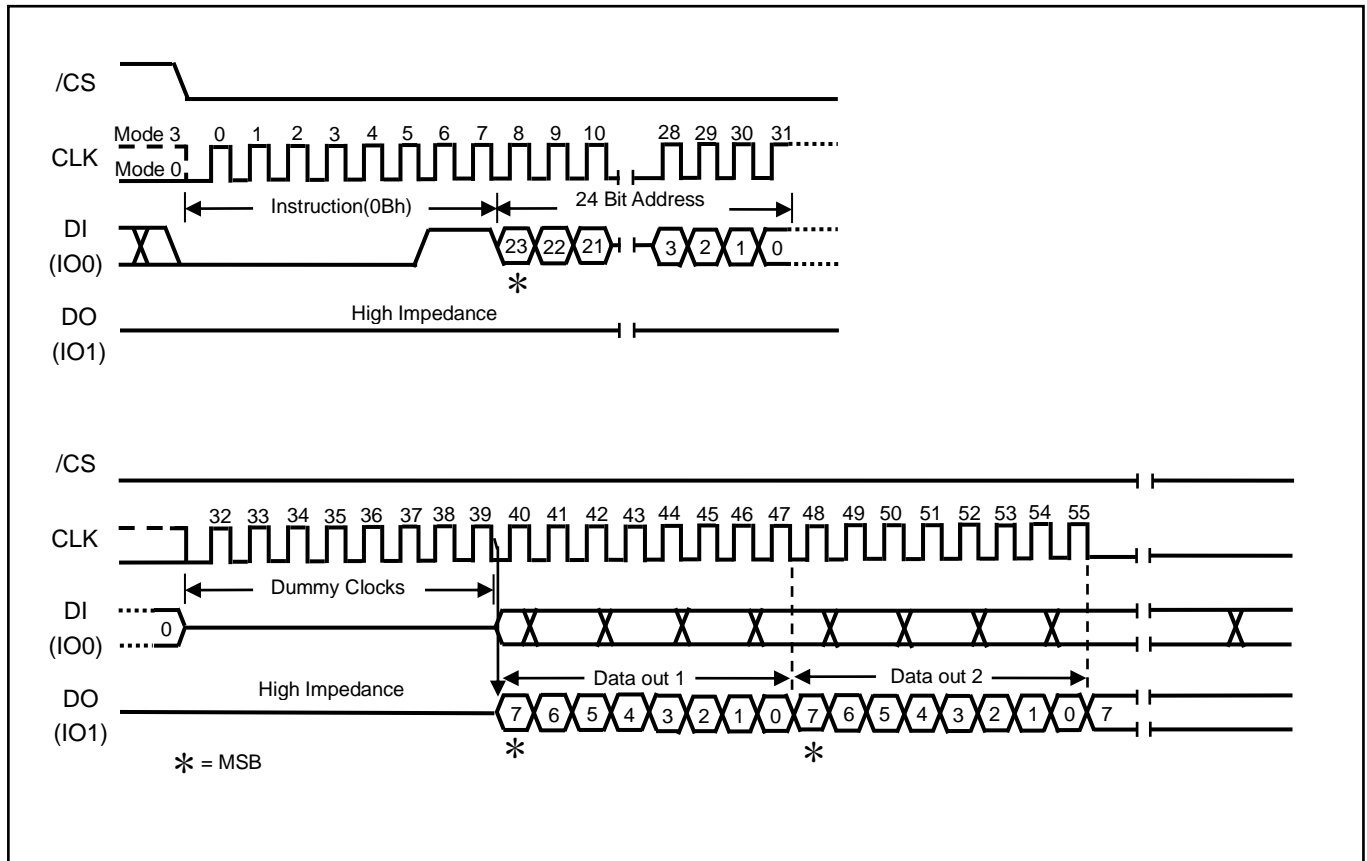 /CS
Mode 3 0 1 2 3 4 5 6 7 8 9 10 28 29 30 31
CLK
Mode 0
Instruction(0Bh) 24 Bit Address
DI
(IO0)
23 22 21 3 2 1 0
*
DO
(IO1)
High Impedance
/CS
32 33 34 35 36 37 38 39 40 41 42 43 44 45 46 47 48 49 50 51 52 53 54 55
CLK
Dummy Clocks
DI
(IO0)
0
Data out 1 Data out 2
DO
(IO1)
High Impedance
7 6 5 4 3 2 1 0 7 6 5 4 3 2 1 0 7
* *
* = MSB